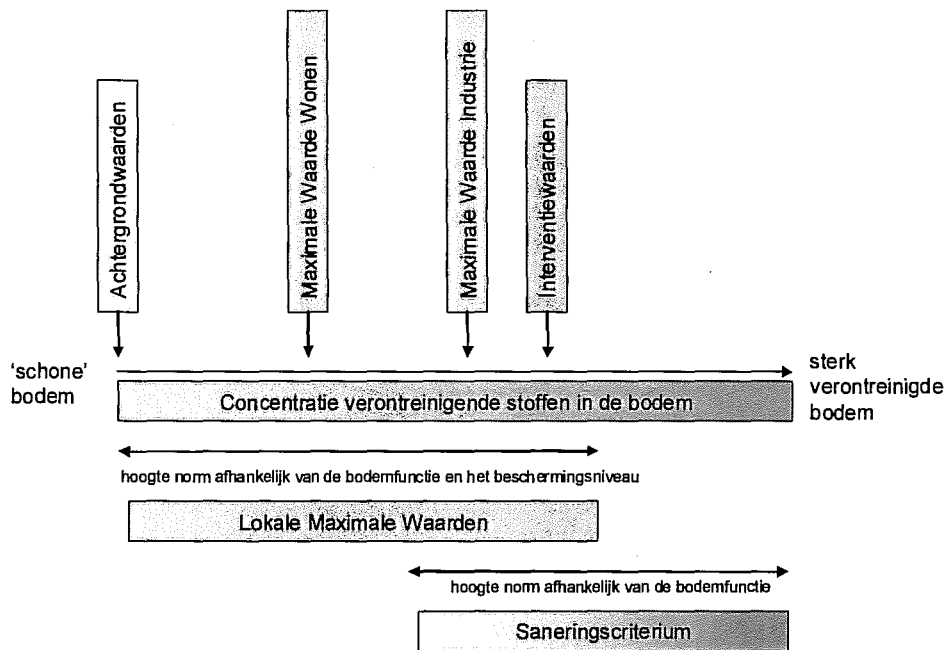 Achtergrondwaarden
Maximale Waarde Wonen
Maximale Waarde Industrie
Interventiewaarden
'schone'
bodem
sterk
verontreinigde
bodem
Concentratie verontreinigende stoffen in de bodem
hoogte norm afhankelijk van de bodemfunctie en het beschermingsniveau
Lokale Maximale Waarden
hoogte norm afhankelijk van de bodemfunctie
Saneringscriterium